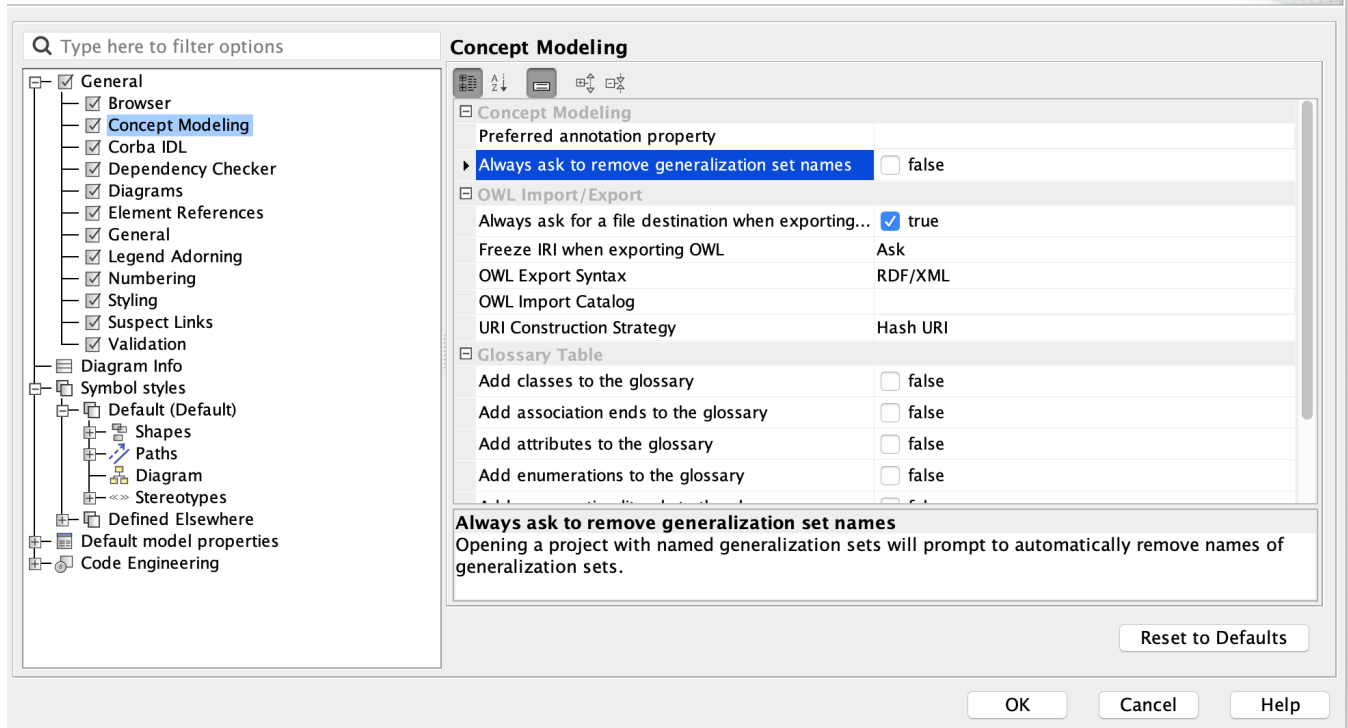 Type here to filter options
General
Browser
Concept Modeling
Corba IDL
Dependency Checker
Diagrams
Element References
General
Legend Adorning
Numbering
Styling
Suspect Links
Validation
Diagram Info
Symbol styles
Default (Default)
Shapes
Paths
Diagram
Stereotypes
Defined Elsewhere
Default model properties
Code Engineering
Concept Modeling
Concept Modeling
Preferred annotation property
Always ask to remove generalization set names false
OWL Import/Export
Always ask for a file destination when exporting... true
Freeze IRI when exporting OWL Ask
OWL Export Syntax RDF/XML
OWL Import Catalog
URI Construction Strategy Hash URI
Glossary Table
Add classes to the glossary false
Add association ends to the glossary false
Add attributes to the glossary false
Add enumerations to the glossary false
Always ask to remove generalization set names
Opening a project with named generalization sets will prompt to automatically remove names of
generalization sets.
Reset to Defaults
OK Cancel Help